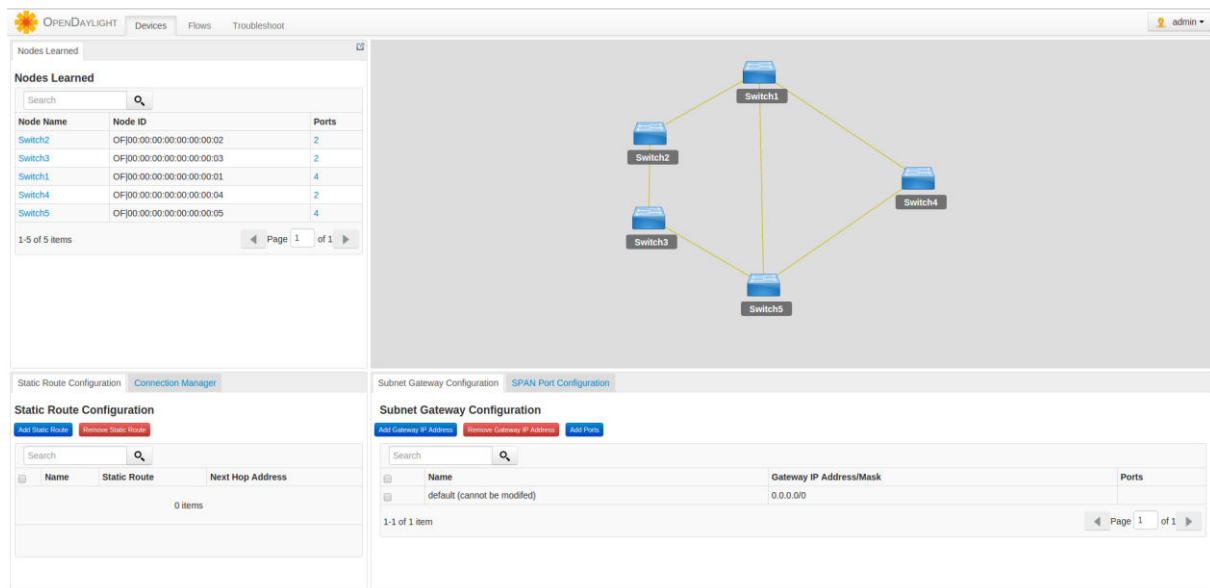 OPENDAYLIGHT Devices Flows Troubleshoot admin
Nodes Learned
Nodes Learned
Search
Node Name Node ID Ports
Switch2 OF|00:00:00:00:00:00:00:02 2
Switch3 OF|00:00:00:00:00:00:00:03 2
Switch1 OF|00:00:00:00:00:00:00:01 4
Switch4 OF|00:00:00:00:00:00:00:04 2
Switch5 OF|00:00:00:00:00:00:00:05 4
1-5 of 5 items Page 1 of 1
Switch1
Switch2
Switch4
Switch3
Switch5
Static Route Configuration Connection Manager
Static Route Configuration
Add Static Route Remove Static Route
Search
Name Static Route Next Hop Address
0 items
Subnet Gateway Configuration SPAN Port Configuration
Subnet Gateway Configuration
Add Gateway IP Address Remove Gateway IP Address Add Ports
Search
Name Gateway IP Address/Mask Ports
default (cannot be modifed) 0.0.0.0/0
1-1 of 1 item Page 1 of 1